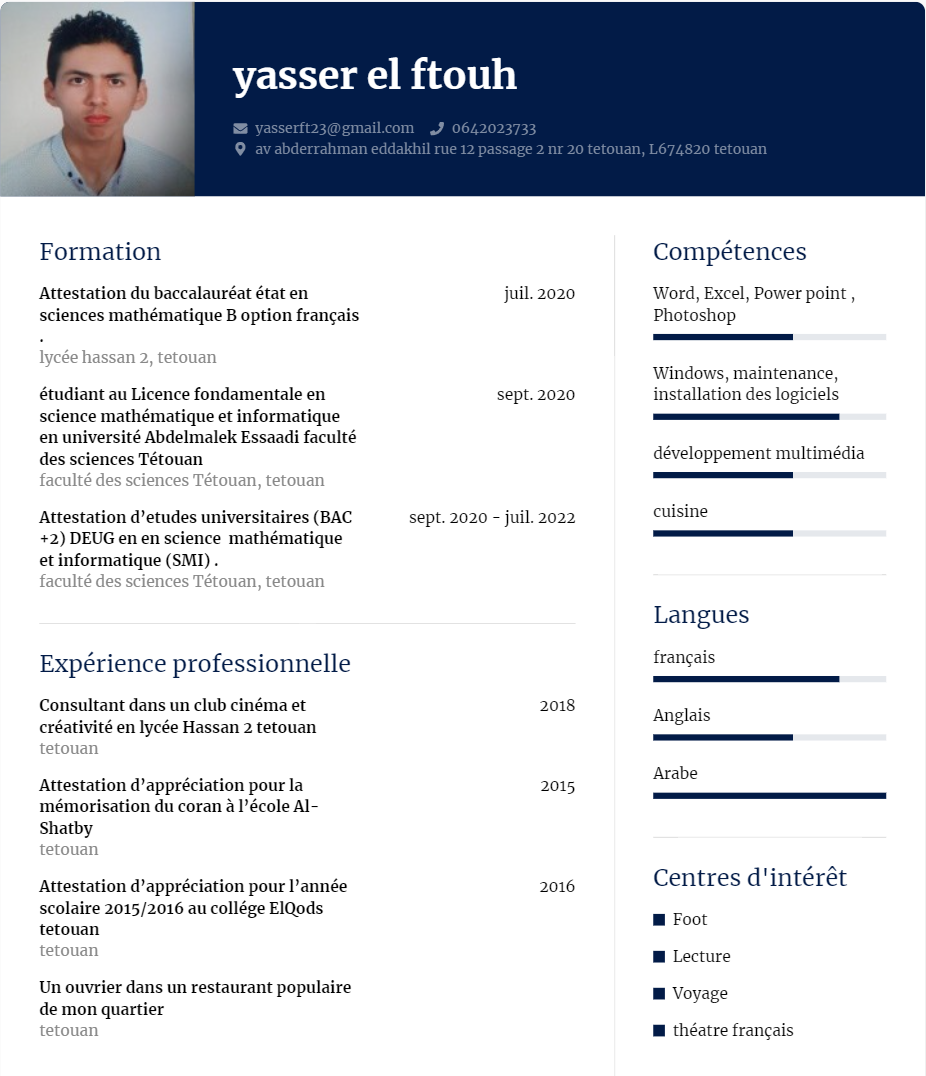 yasser el ftouh
yasserft23@gmail.com 0642023733
av abderrahman eddakhil rue 12 passage 2 nr 20 tetouan, L674820 tetouan
Formation
Attestation du baccalauréat état en juil. 2020
sciences mathématique B option français
.
lycée hassan 2, tetouan
étudiant au Licence fondamentale en sept. 2020
science mathématique et informatique
en université Abdelmalek Essaadi faculté
des sciences Tétouan
faculté des sciences Tétouan, tetouan
Attestation d’etudes universitaires (BAC sept. 2020 - juil. 2022
+2) DEUG en en science mathématique
et informatique (SMI) .
faculté des sciences Tétouan, tetouan
Expérience professionnelle
Consultant dans un club cinéma et 2018
créativité en lycée Hassan 2 tetouan
tetouan
Attestation d’appréciation pour la 2015
mémorisation du coran à l’école Al-
Shatby
tetouan
Attestation d’appréciation pour l’année 2016
scolaire 2015/2016 au collége ElQods
tetouan
tetouan
Un ouvrier dans un restaurant populaire
de mon quartier
tetouan
Compétences
Word, Excel, Power point ,
Photoshop
Windows, maintenance,
installation des logiciels
développement multimédia
cuisine
Langues
français
Anglais
Arabe
Centres d'intérêt
Foot
Lecture
Voyage
théatre français